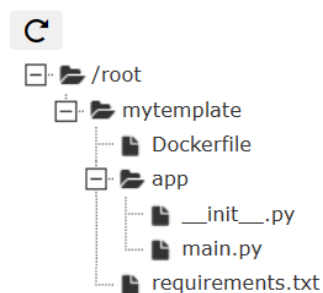 /root
mytemplate
Dockerfile
app
__init__.py
main.py
requirements.txt